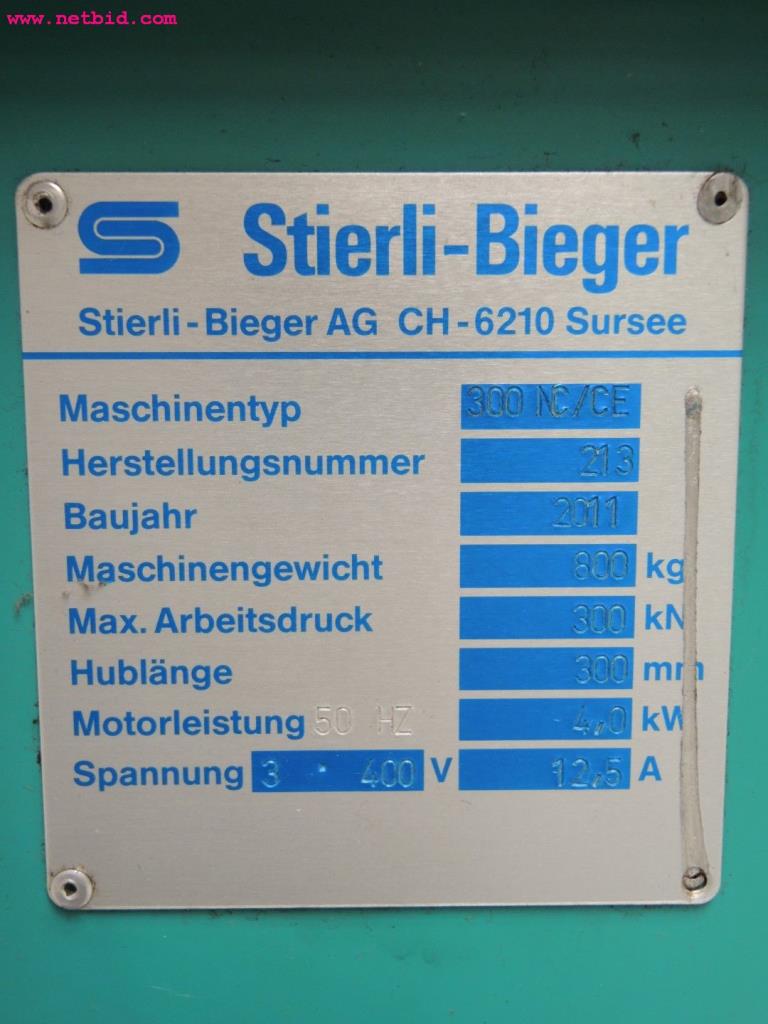 www.netbid.com
Stierli-Bieger
Stierli-Bieger AG CH-6210 Sursee
Maschinentyp 300 NC/CE
Herstellungsnummer 213
Baujahr 2011
Maschinengewicht 800 kg
Max. Arbeitsdruck 300 kN
Hublänge 300 mm
Motorleistung 50 HZ 4,0 kW
Spannung 3 · 400 V 12,5 A